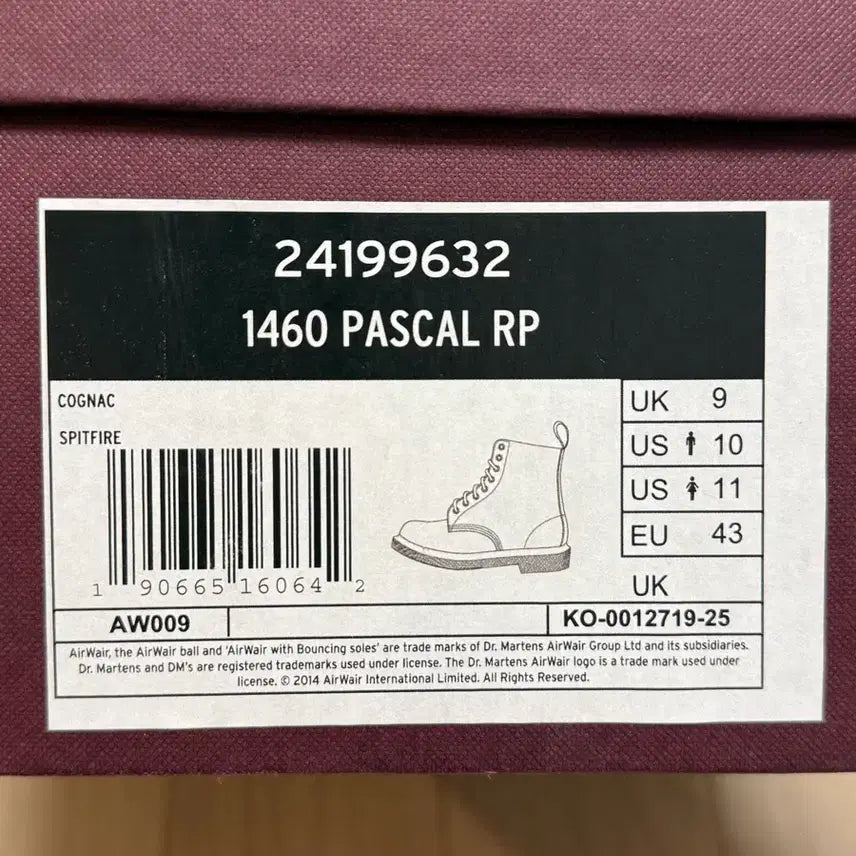 24199632
1460 PASCAL RP
COGNAC
SPITFIRE
UK 9
US 10
US 11
EU 43
UK
1 90665 16064 2
AW009
KO-0012719-25
AirWair, the AirWair ball and 'AirWair with Bouncing soles' are trade marks of Dr. Martens AirWair Group Ltd and its subsidiaries.
Dr. Martens and DM's are registered trademarks used under license. The Dr. Martens AirWair logo is a trade mark used under
license. © 2014 AirWair International Limited. All Rights Reserved.